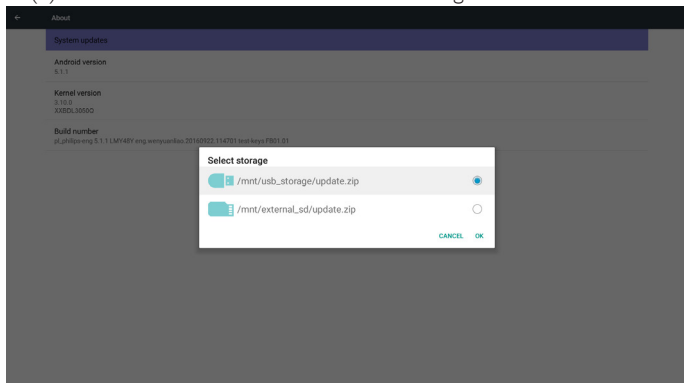 About
System updates
Android version
5.1.1
Kernel version
3.10.0
XXBDL3050Q
Build number
Select storage
/mnt/usb_storage/update.zip
/mnt/external_sd/update.zip
CANCEL OK